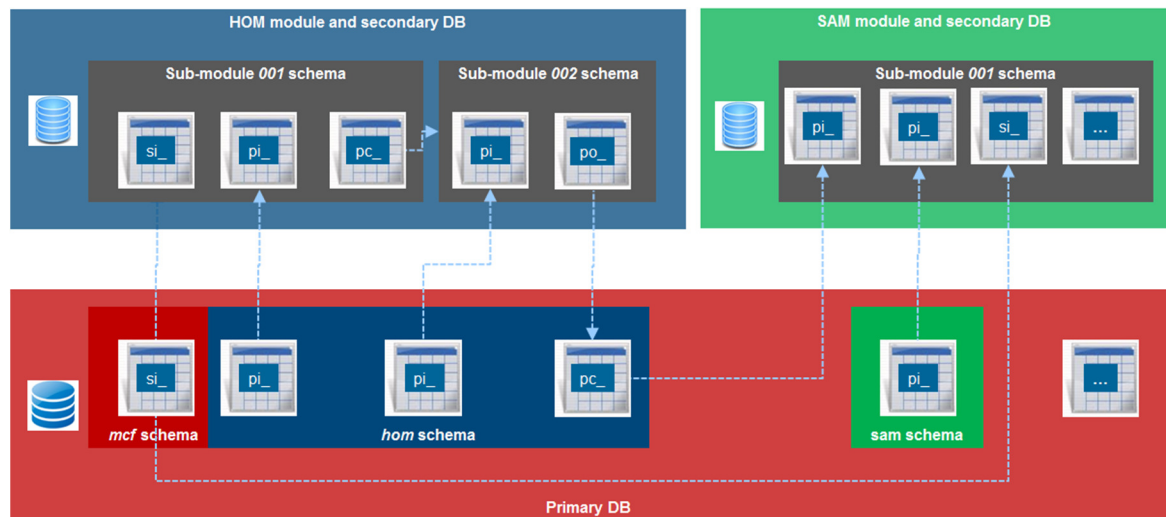 HOM module and secondary DB
SAM module and secondary DB
Sub-module 001 schema
Sub-module 002 schema
Sub-module 001 schema
si_
pi_
pc_
pi_
po_
pi_
pi_
si_
...
si_
pi_
pi_
pc_
pi_
...
mcf schema
hom schema
sam schema
Primary DB